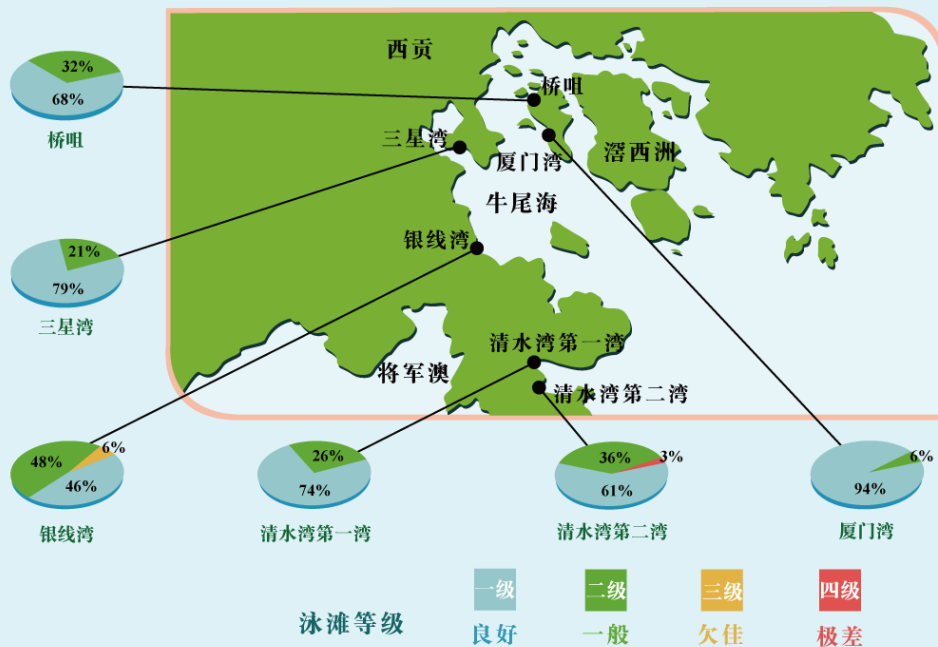 西贡
32%
68%
桥咀
桥咀
三星湾
厦门湾
滘西洲
牛尾海
银线湾
21%
79%
三星湾
清水湾第一湾
将军澳
清水湾第二湾
48%
6%
46%
银线湾
26%
74%
清水湾第一湾
36%
3%
61%
清水湾第二湾
6%
94%
厦门湾
泳滩等级
一级
良好
二级
一般
三级
欠佳
四级
极差